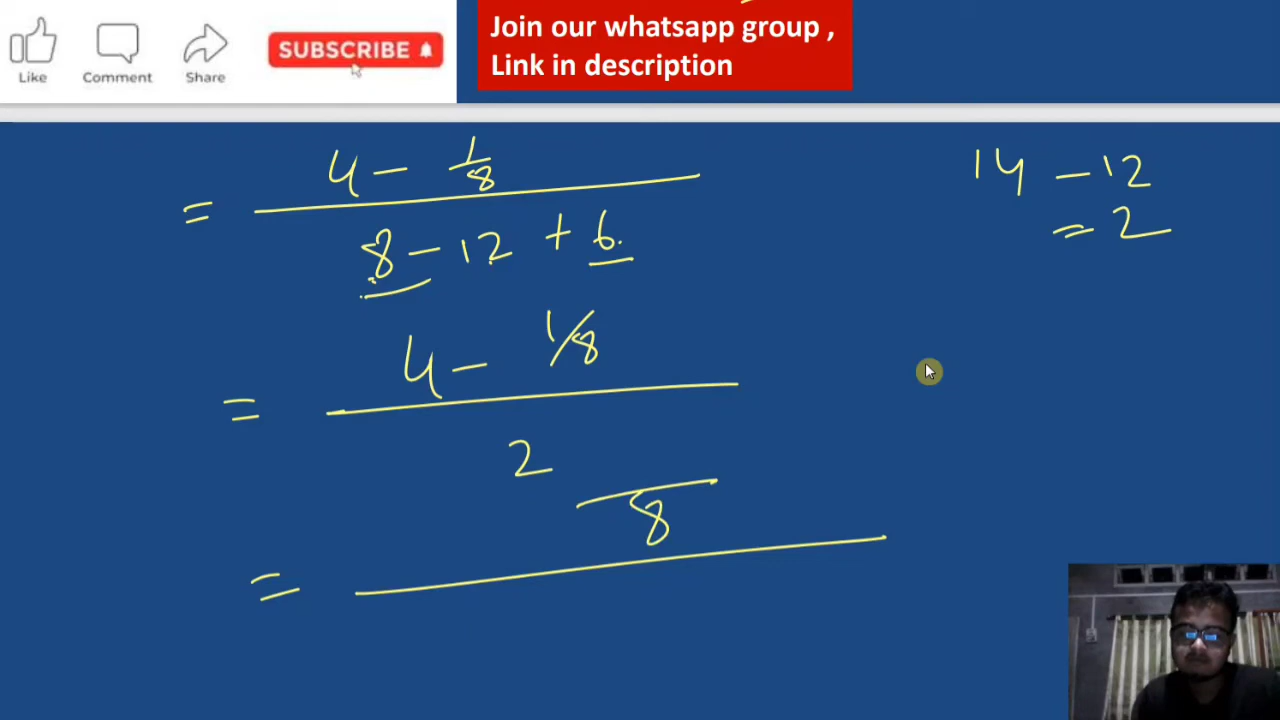 Like Comment Share SUBSCRIBE
Join our whatsapp group ,
Link in description
= 4 - 1/8
8 - 12 + 6
14 - 12
= 2
= 4 - 1/8
2
8
=